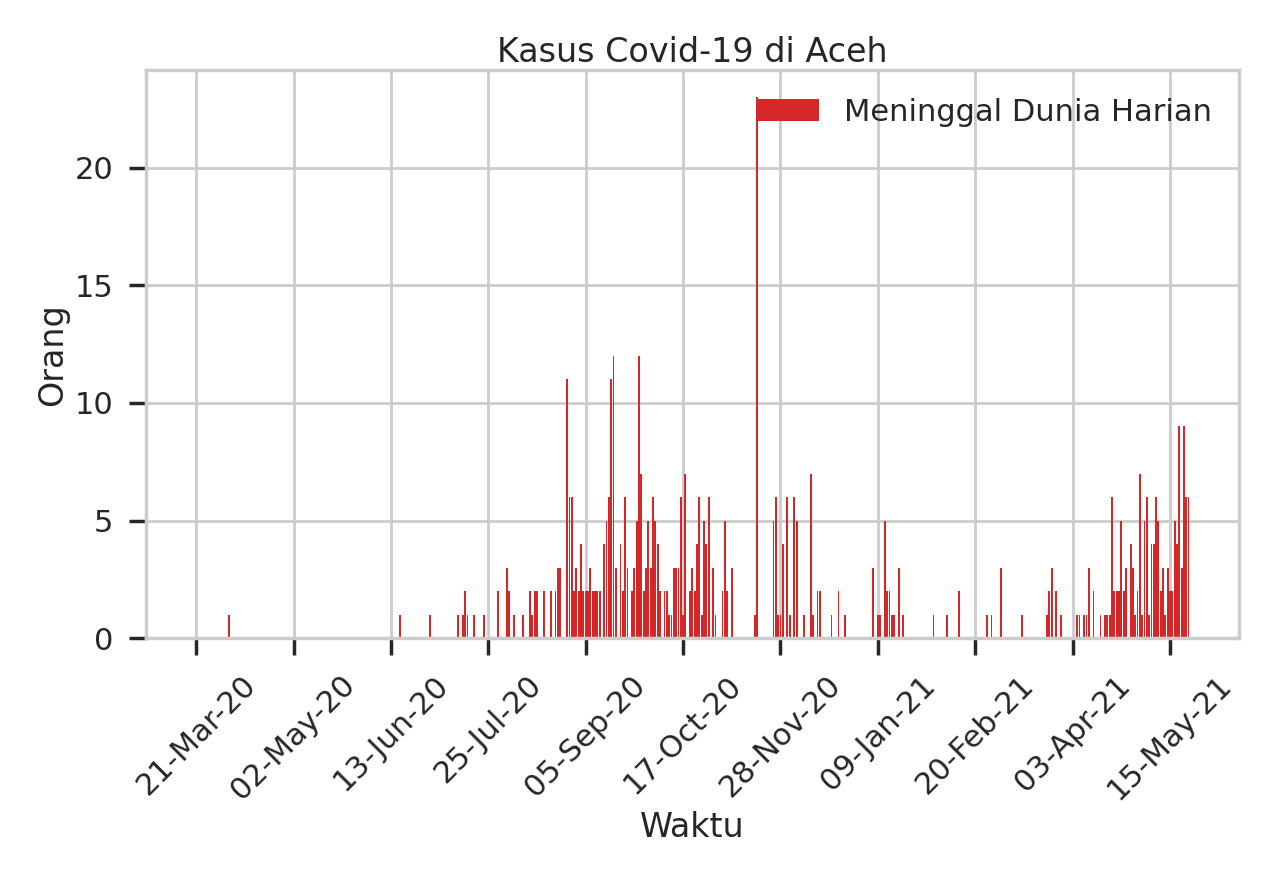 Kasus Covid-19 di Aceh
Meninggal Dunia Harian
Orang
20
15
10
5
0
21-Mar-20
02-May-20
13-Jun-20
25-Jul-20
05-Sep-20
17-Oct-20
28-Nov-20
09-Jan-21
20-Feb-21
03-Apr-21
15-May-21
Waktu